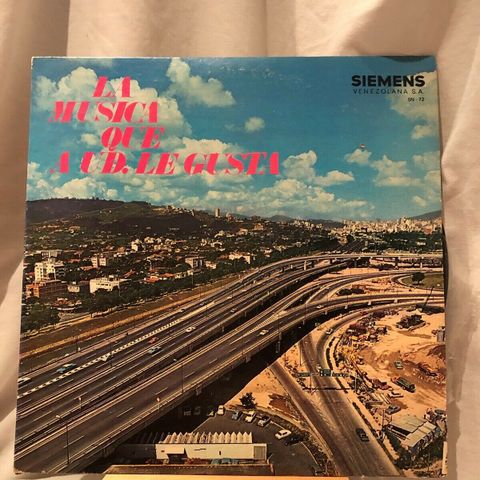 LA
MUSICA
QUE
A UD. LE GUSTA
SIEMENS
VENEZOLANA S.A.
SN - 72